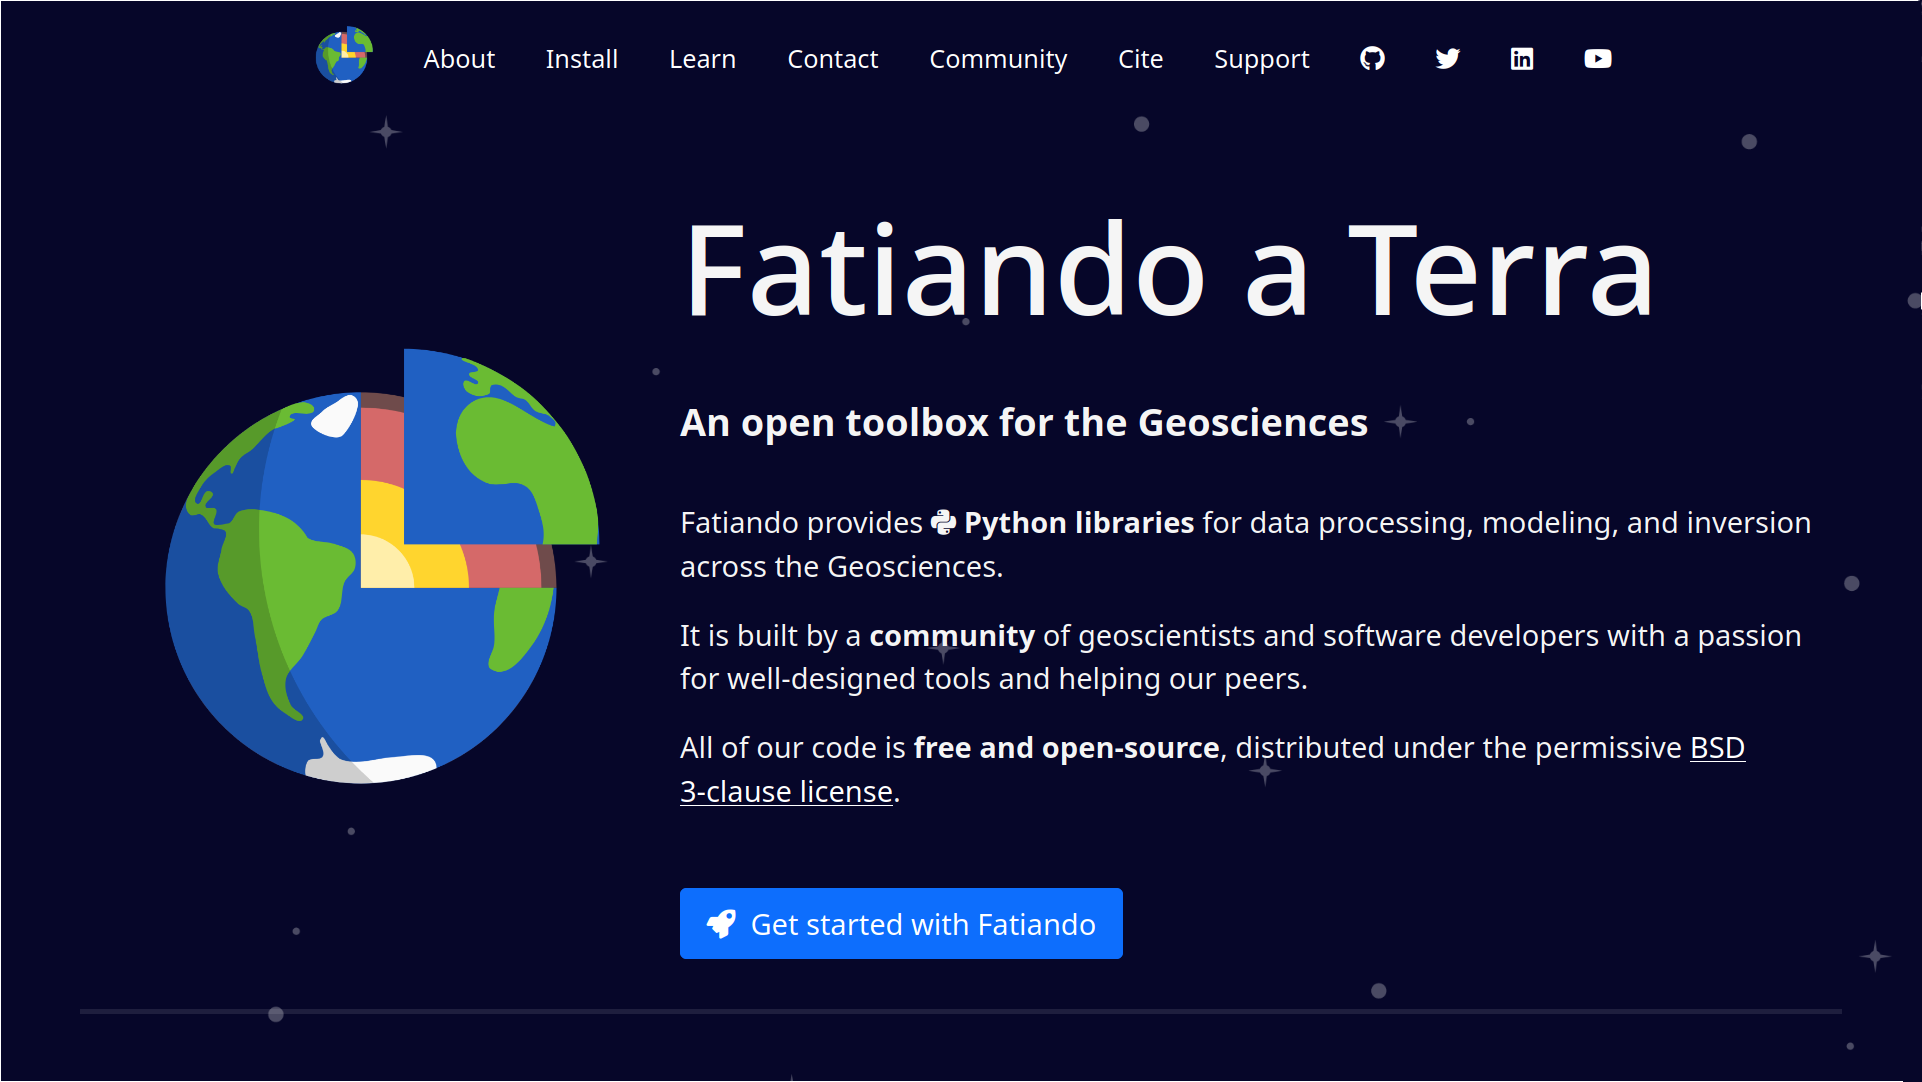 About Install Learn Contact Community Cite Support
Fatiando a Terra
An open toolbox for the Geosciences
Fatiando provides Python libraries for data processing, modeling, and inversion
across the Geosciences.
It is built by a community of geoscientists and software developers with a passion
for well-designed tools and helping our peers.
All of our code is free and open-source, distributed under the permissive BSD
3-clause license.
Get started with Fatiando